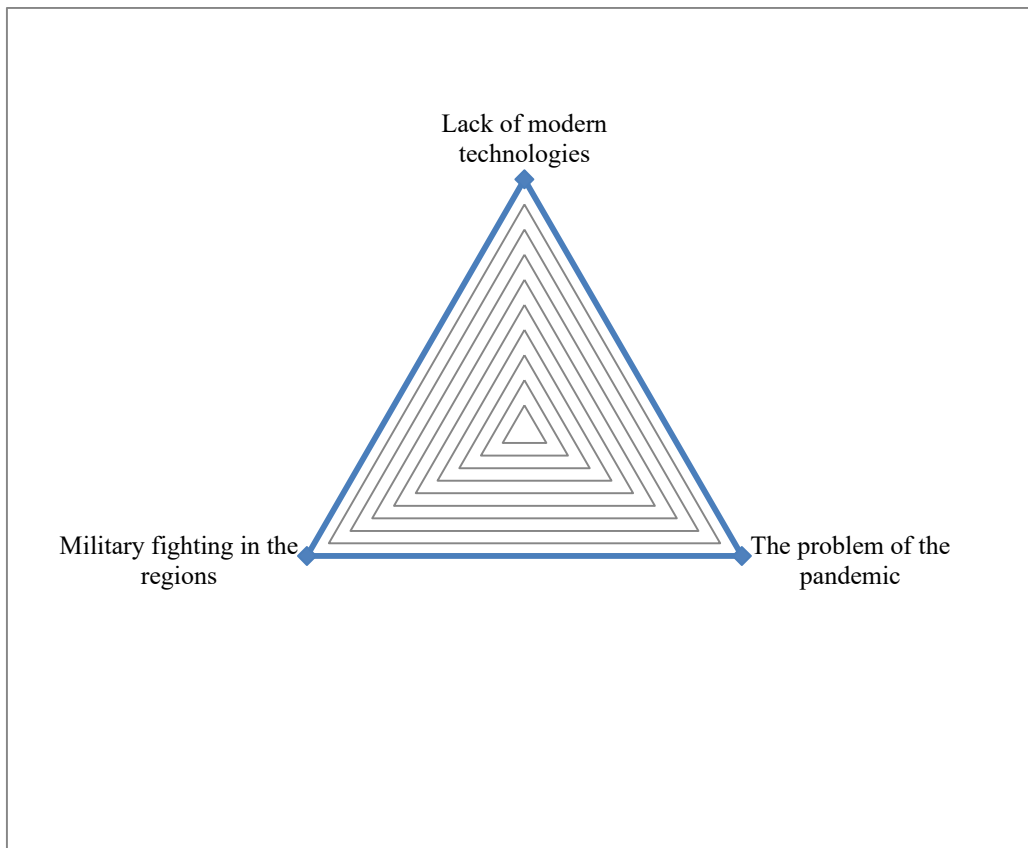 Lack of modern
technologies
Military fighting in the
regions
The problem of the
pandemic